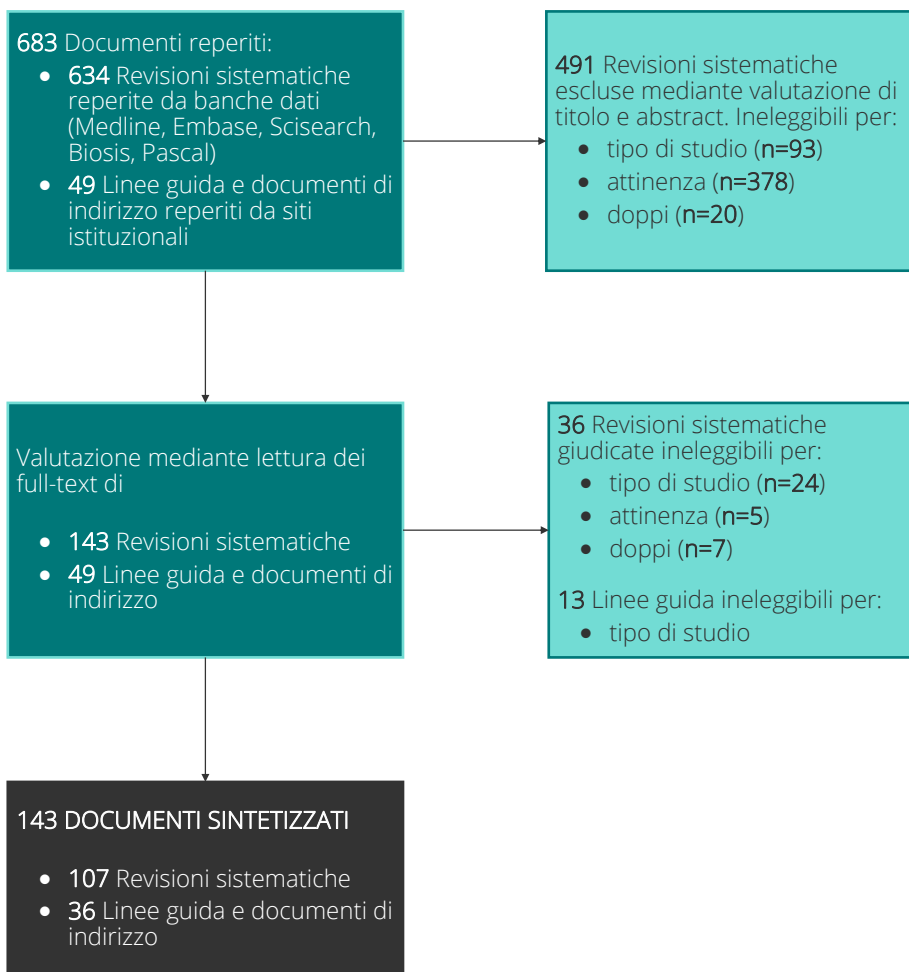 683 Documenti reperiti:
• 634 Revisioni sistematiche
reperite da banche dati
(Medline, Embase, Scisearch,
Biosis, Pascal)
• 49 Linee guida e documenti di
indirizzo reperiti da siti
istituzionali
491 Revisioni sistematiche
escluse mediante valutazione di
titolo e abstract. Ineleggibili per:
• tipo di studio (n=93)
• attinenza (n=378)
• doppi (n=20)
Valutazione mediante lettura dei
full-text di
• 143 Revisioni sistematiche
• 49 Linee guida e documenti di
indirizzo
36 Revisioni sistematiche
giudicate ineleggibili per:
• tipo di studio (n=24)
• attinenza (n=5)
• doppi (n=7)
13 Linee guida ineleggibili per:
• tipo di studio
143 DOCUMENTI SINTETIZZATI
• 107 Revisioni sistematiche
• 36 Linee guida e documenti di
indirizzo